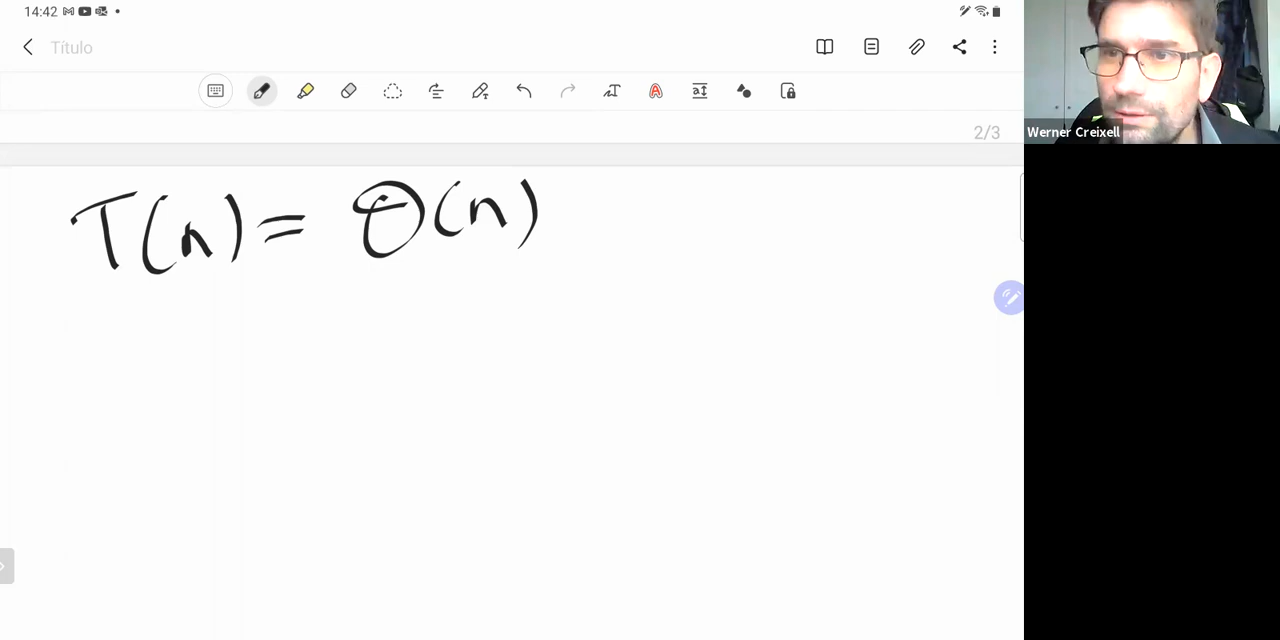 14:42
Título
2/3
T(n) = Θ(n)
Werner Creixell